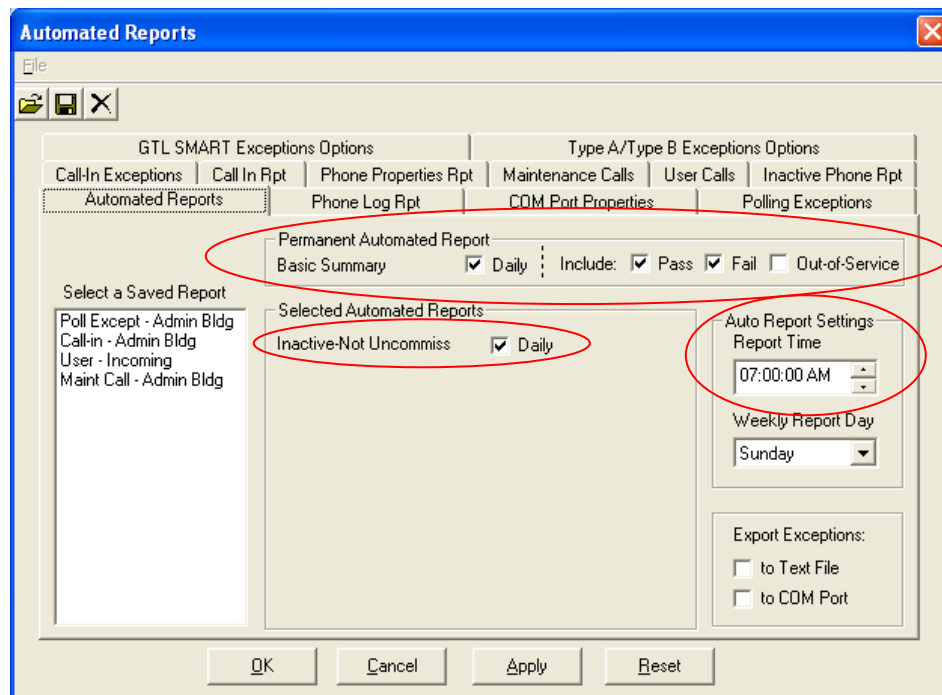 Automated Reports
File
GTL SMART Exceptions Options
Type A/Type B Exceptions Options
Call-In Exceptions
Call In Rpt
Phone Properties Rpt
Maintenance Calls
User Calls
Inactive Phone Rpt
Automated Reports
Phone Log Rpt
COM Port Properties
Polling Exceptions
Permanent Automated Report
Basic Summary
Daily
Include:
Pass
Fail
Out-of-Service
Select a Saved Report
Poll Except - Admin Bldg
Call-in - Admin Bldg
User - Incoming
Maint Call - Admin Bldg
Selected Automated Reports
Inactive-Not Uncommiss
Daily
Auto Report Settings
Report Time
07:00:00 AM
Weekly Report Day
Sunday
Export Exceptions:
to Text File
to COM Port
OK
Cancel
Apply
Reset